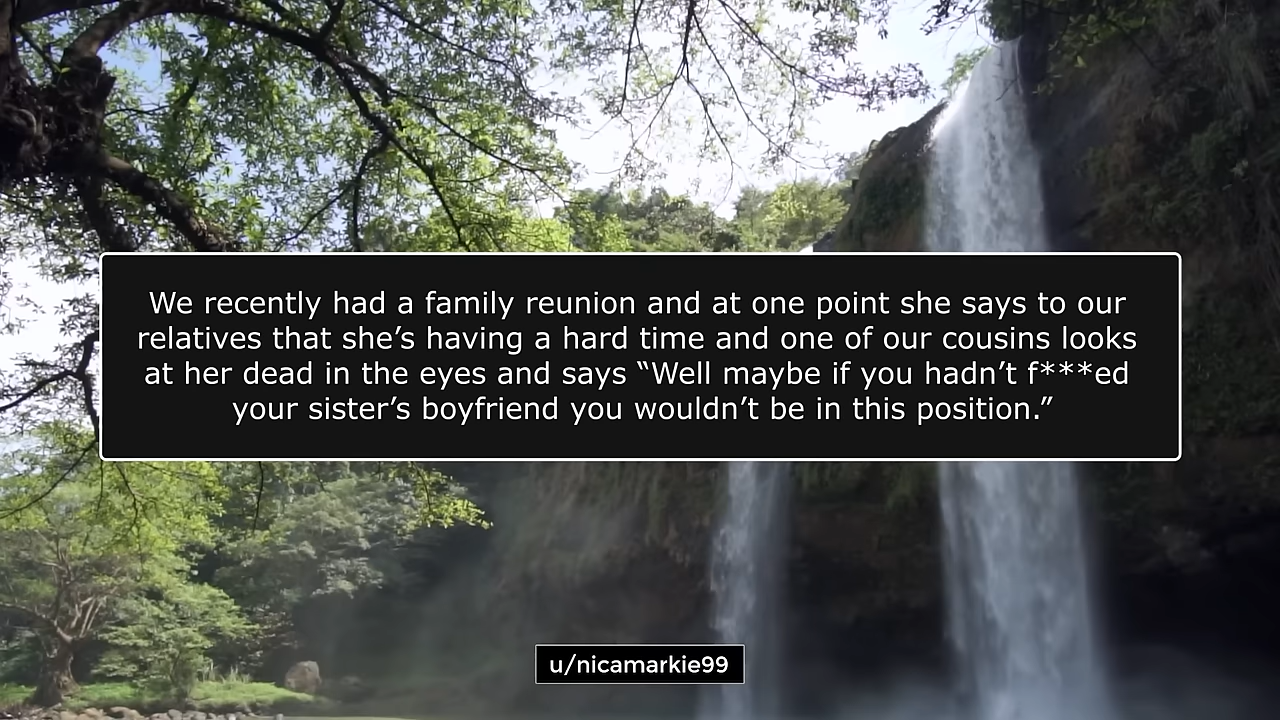 We recently had a family reunion and at one point she says to our
relatives that she’s having a hard time and one of our cousins looks
at her dead in the eyes and says “Well maybe if you hadn’t f***ed
your sister’s boyfriend you wouldn’t be in this position.”
u/nicamarkie99